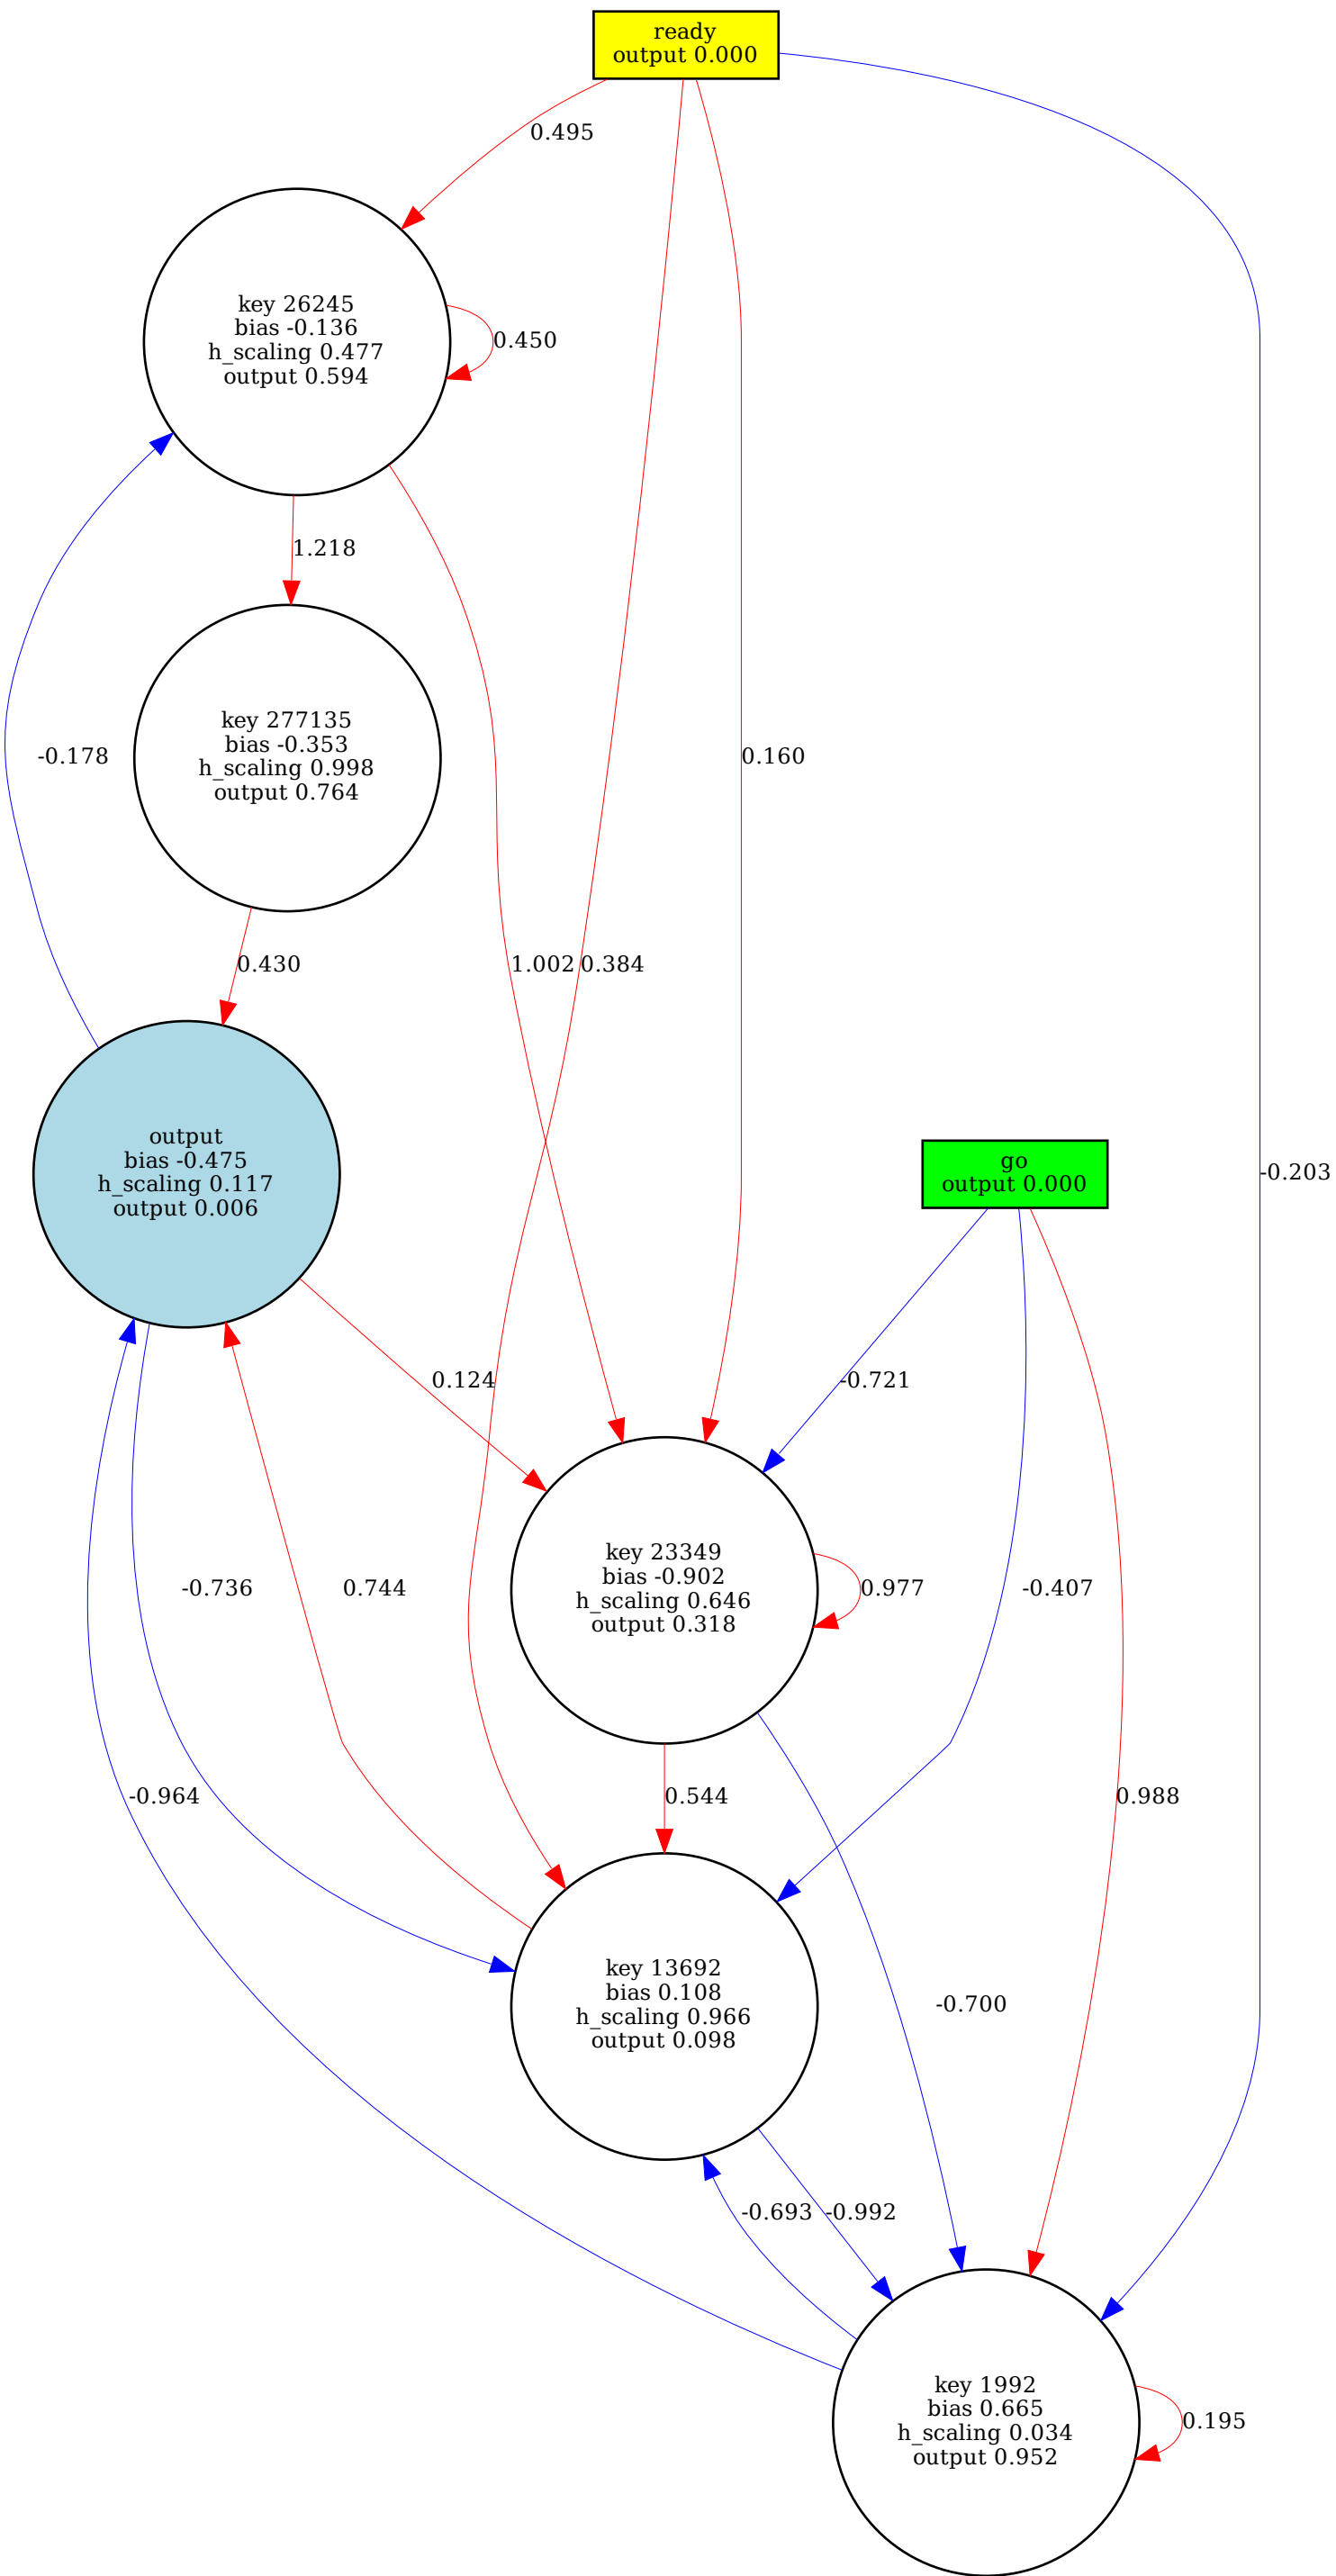 ready
output 0.000
0.495
key 26245
bias -0.136
h_scaling 0.477
output 0.594
0.450
1.218
key 277135
bias -0.353
h_scaling 0.998
output 0.764
-0.178
0.160
0.430
1.002
0.384
output
bias -0.475
h_scaling 0.117
output 0.006
go
output 0.000
-0.203
0.124
-0.721
key 23349
bias -0.902
h_scaling 0.646
output 0.318
-0.736
0.744
0.977
-0.407
-0.964
0.544
0.988
key 13692
bias 0.108
h_scaling 0.966
output 0.098
-0.700
-0.693
-0.992
key 1992
bias 0.665
h_scaling 0.034
output 0.952
0.195